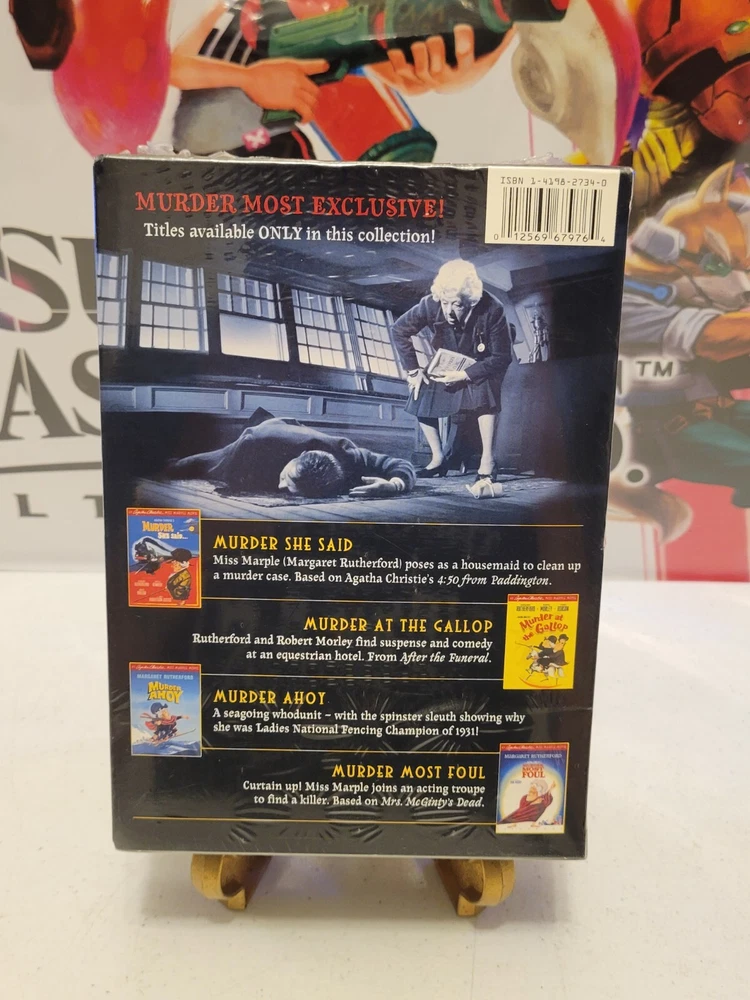 MURDER MOST EXCLUSIVE!
Titles available ONLY in this collection!
ISBN 1-4198-2734-0
0 12569 67976 4
MURDER SHE SAID
Miss Marple (Margaret Rutherford) poses as a housemaid to clean up
a murder case. Based on Agatha Christie's 4:50 from Paddington.
MURDER AT THE GALLOP
Rutherford and Robert Morley find suspense and comedy
at an equestrian hotel. From After the Funeral.
Murder at
the Gallop
MARGARET RUTHERFORD
MURDER
AHOY
MURDER AHOY
A seagoing whodunit – with the spinster sleuth showing why
she was Ladies National Fencing Champion of 1931!
MURDER MOST FOUL
Curtain up! Miss Marple joins an acting troupe
to find a killer. Based on Mrs. McGinty's Dead.
MARGARET RUTHERFORD
FOUL
TM